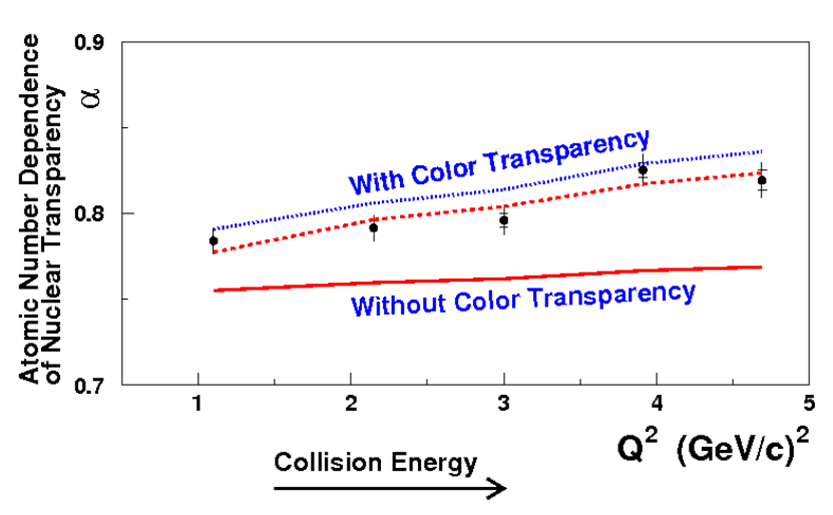 Atomic Number Dependence
of Nuclear Transparency
α
0.9
0.8
0.7
With Color Transparency
Without Color Transparency
1 2 3 4 5
Q² (GeV/c)²
Collision Energy